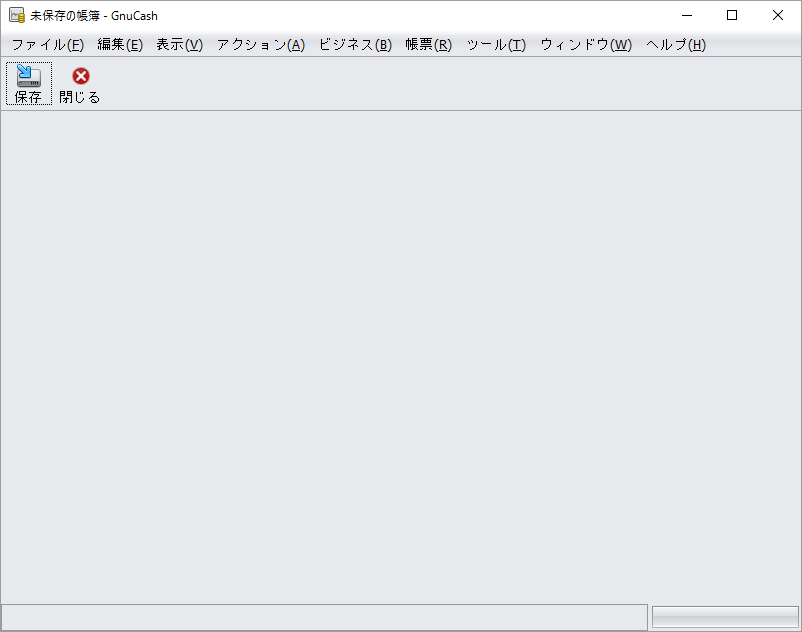 未保存の帳簿 - GnuCash
ファイル(F) 編集(E) 表示(V) アクション(A) ビジネス(B) 帳票(R) ツール(T) ウィンドウ(W) ヘルプ(H)
保存 閉じる